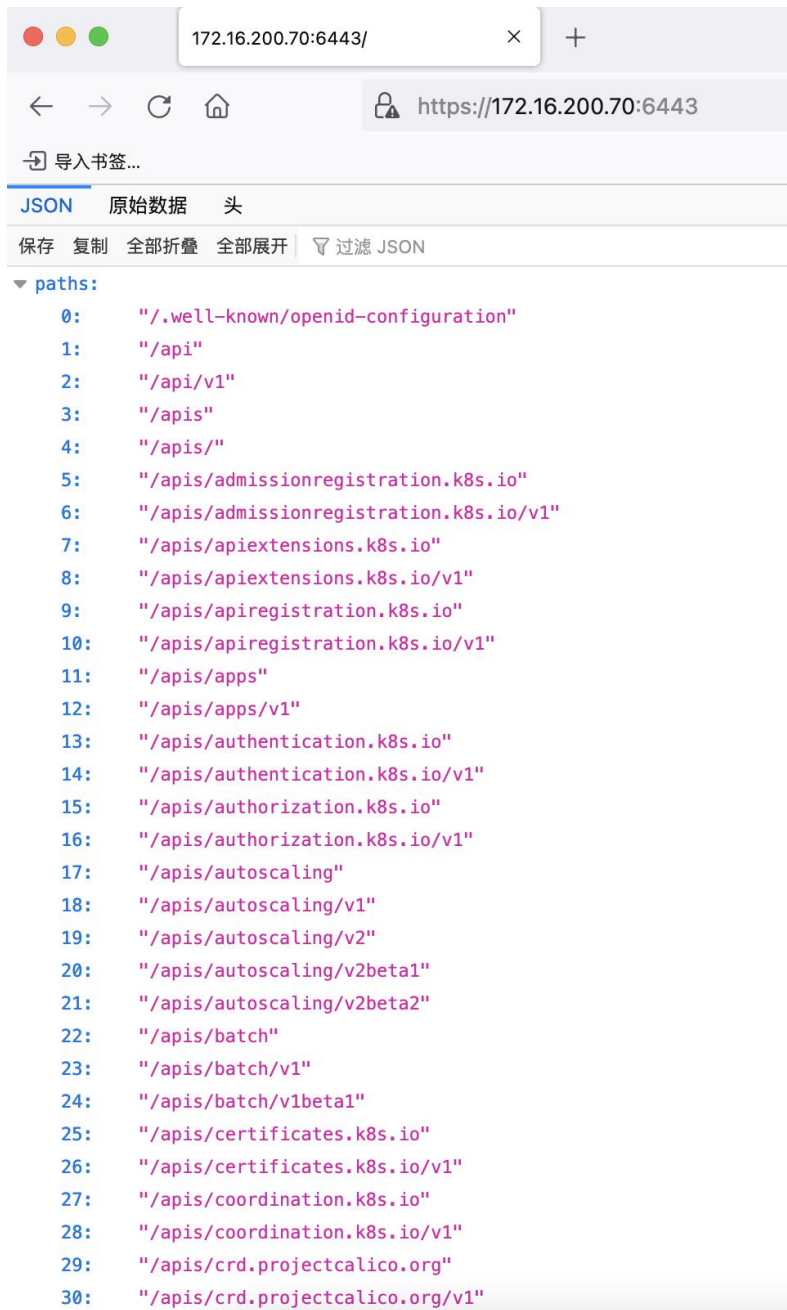 172.16.200.70:6443/
https://172.16.200.70:6443
导入书签...
JSON 原始数据 头
保存 复制 全部折叠 全部展开 过滤 JSON
paths:
0: "/.well-known/openid-configuration"
1: "/api"
2: "/api/v1"
3: "/apis"
4: "/apis/"
5: "/apis/admissionregistration.k8s.io"
6: "/apis/admissionregistration.k8s.io/v1"
7: "/apis/apiextensions.k8s.io"
8: "/apis/apiextensions.k8s.io/v1"
9: "/apis/apiregistration.k8s.io"
10: "/apis/apiregistration.k8s.io/v1"
11: "/apis/apps"
12: "/apis/apps/v1"
13: "/apis/authentication.k8s.io"
14: "/apis/authentication.k8s.io/v1"
15: "/apis/authorization.k8s.io"
16: "/apis/authorization.k8s.io/v1"
17: "/apis/autoscaling"
18: "/apis/autoscaling/v1"
19: "/apis/autoscaling/v2"
20: "/apis/autoscaling/v2beta1"
21: "/apis/autoscaling/v2beta2"
22: "/apis/batch"
23: "/apis/batch/v1"
24: "/apis/batch/v1beta1"
25: "/apis/certificates.k8s.io"
26: "/apis/certificates.k8s.io/v1"
27: "/apis/coordination.k8s.io"
28: "/apis/coordination.k8s.io/v1"
29: "/apis/crd.projectcalico.org"
30: "/apis/crd.projectcalico.org/v1"